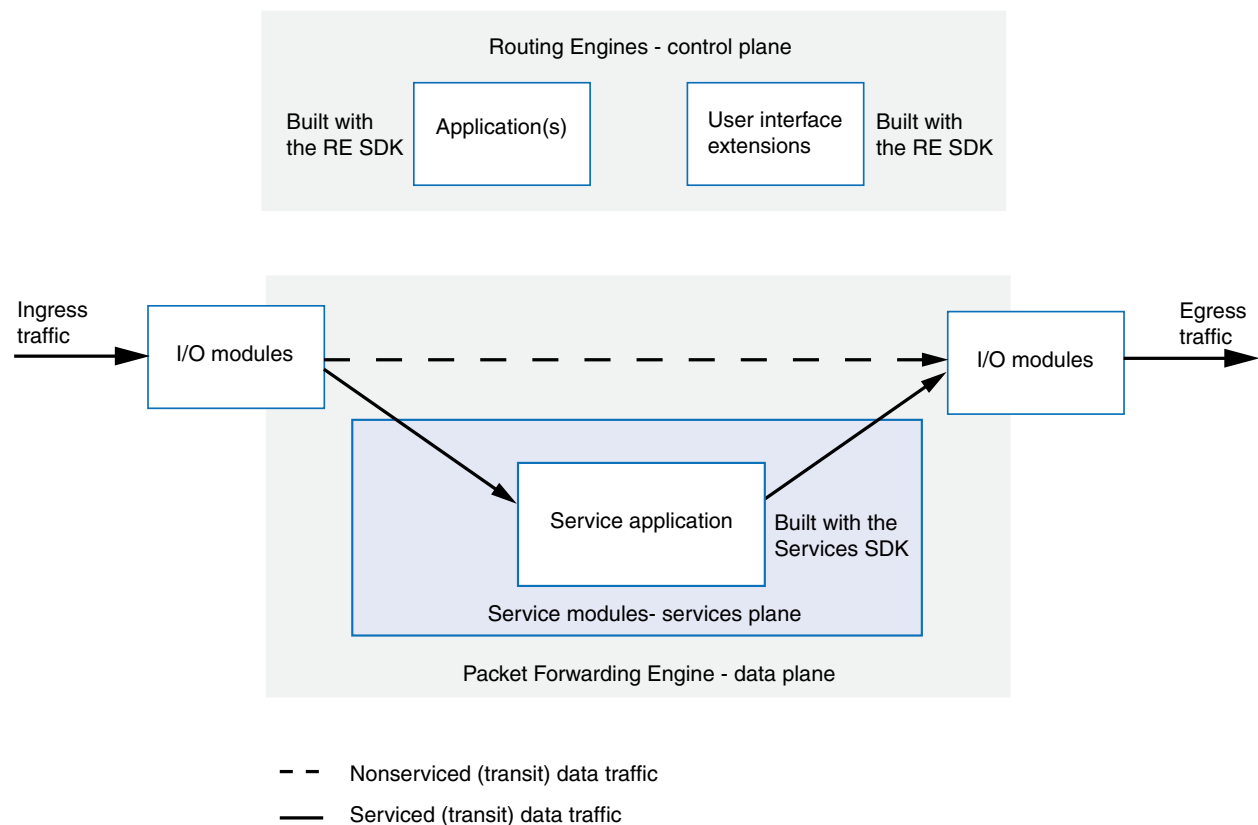 Routing Engines - control plane
Built with
the RE SDK
Application(s)
User interface
extensions
Built with
the RE SDK
Ingress
traffic
I/O modules
I/O modules
Egress
traffic
Service application
Built with the
Services SDK
Service modules- services plane
Packet Forwarding Engine - data plane
Nonserviced (transit) data traffic
Serviced (transit) data traffic